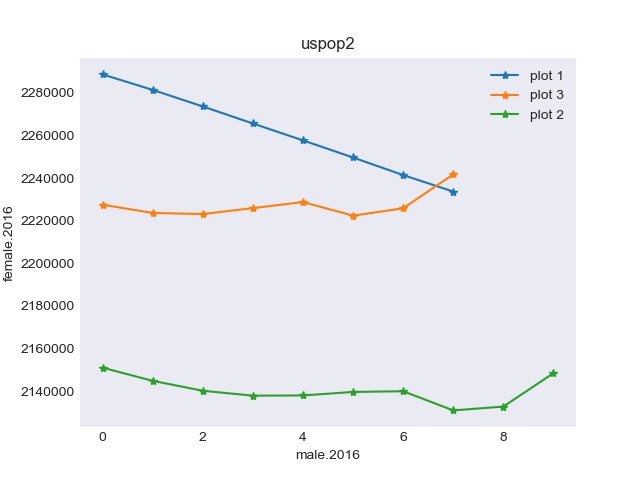 uspop2
plot 1
plot 3
plot 2
2280000
2260000
2240000
2220000
2200000
2180000
2160000
2140000
female.2016
0 2 4 6 8
male.2016